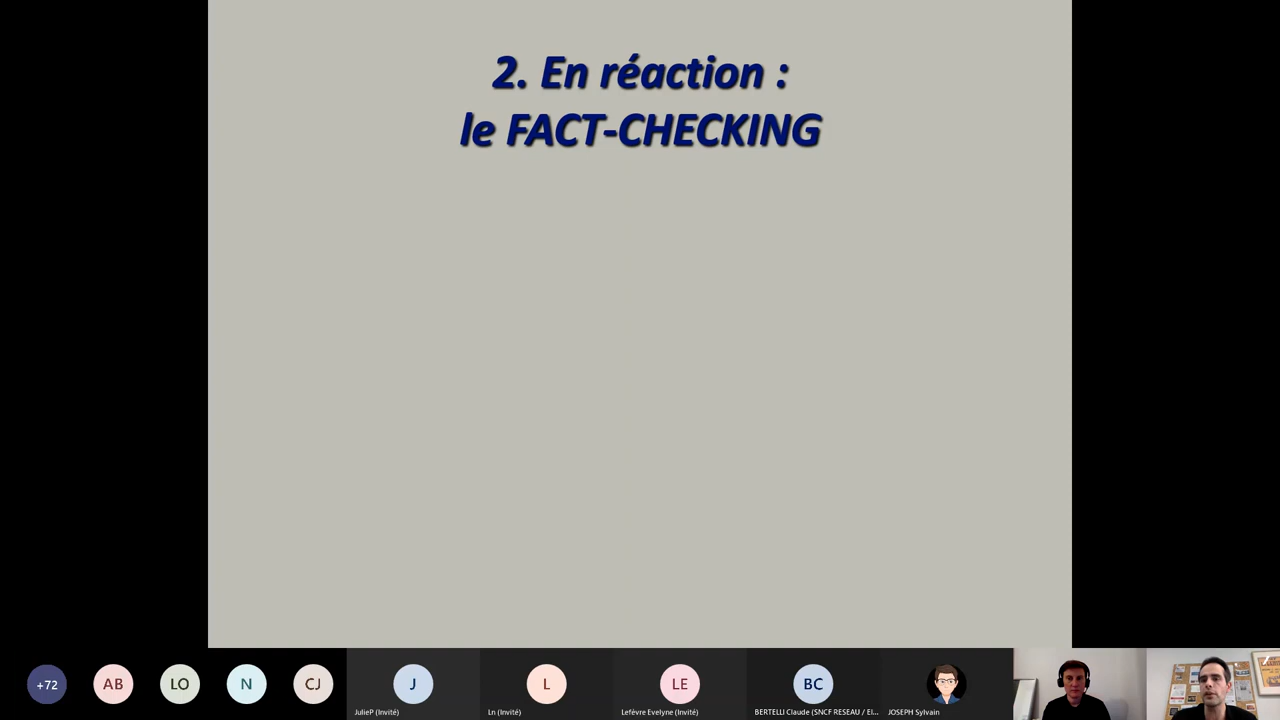 2. En réaction :
le FACT-CHECKING
+72
AB
LO
N
CJ
J
L
LE
BC
JulieP (Invité)
Ln (Invité)
Lefèvre Evelyne (Invité)
BERTELLI Claude (SNCF RESEAU / EI...
JOSEPH Sylvain